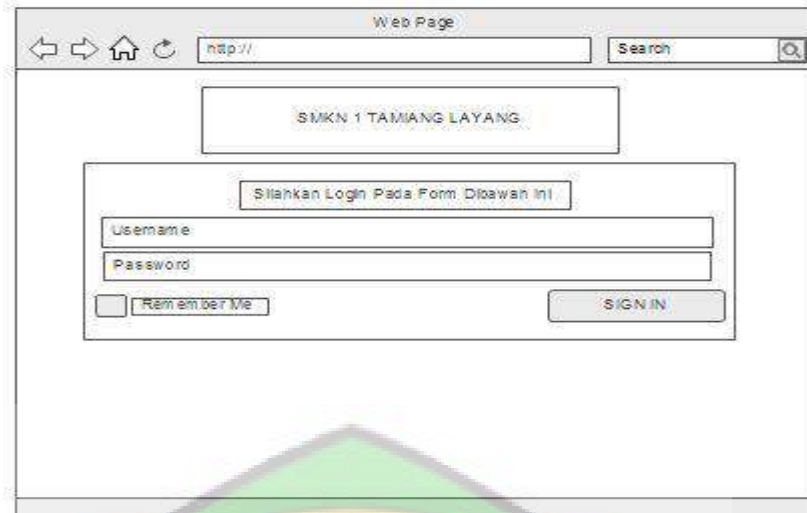 Web Page
http://
Search
SMKN 1 TAMIANG LAYANG
Silahkan Login Pada Form Dibawah Ini
Username
Password
Remember Me
SIGN IN